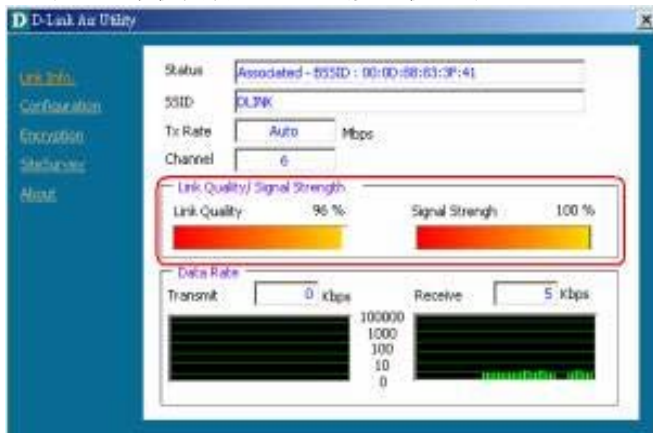 D D-Link Air Utility
Link Info.
Configuration
Encryption
SiteSurvey
About
Status Associated - BSSID : 00:0D:88:83:3F:41
SSID DLINK
Tx Rate Auto Mbps
Channel 6
Link Quality/ Signal Strength
Link Quality 96 % Signal Strengh 100 %
Data Rate
Transmit 0 Kbps Receive 5 Kbps
100000
1000
100
10
0